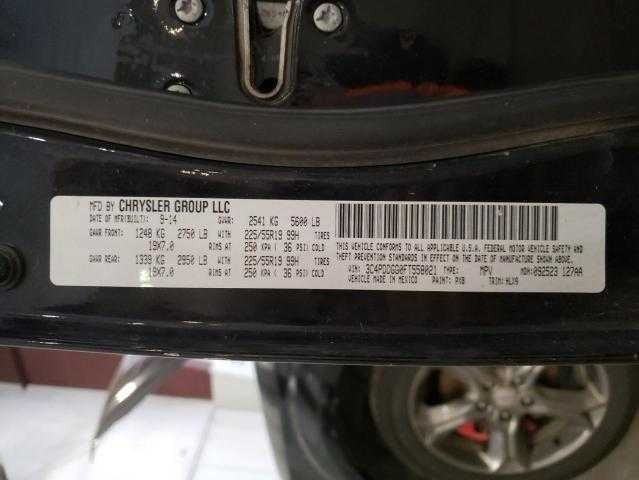 MFD BY CHRYSLER GROUP LLC
DATE OF MFR(BUILT): 9-14 GVWR: 2541 KG 5600 LB
GAWR FRONT: 1248 KG 2750 LB WITH 225/55R19 99H TIRES
19X7.0 RIMS AT 250 KPA ( 36 PSI) COLD
GAWR REAR: 1339 KG 2950 LB WITH 225/55R19 99H TIRES
19X7.0 RIMS AT 250 KPA ( 36 PSI) COLD
THIS VEHICLE CONFORMS TO ALL APPLICABLE U.S.A. FEDERAL MOTOR VEHICLE SAFETY AND
THEFT PREVENTION STANDARDS IN EFFECT ON THE DATE OF MANUFACTURE SHOWN ABOVE.
VIN: 3C4PDDGG0FT558021 TYPE: MPV MDH: 092523 127AA
VEHICLE MADE IN MEXICO PAINT: PX8 TRIM: HLX9